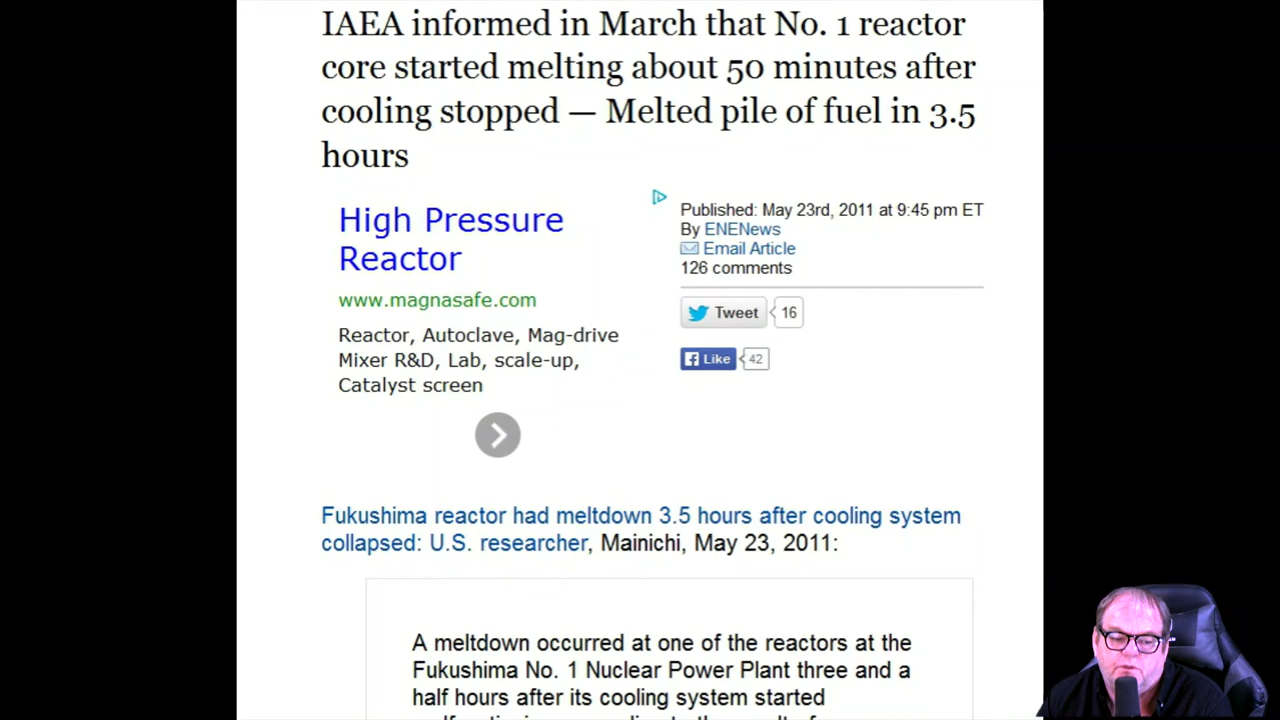 IAEA informed in March that No. 1 reactor
core started melting about 50 minutes after
cooling stopped — Melted pile of fuel in 3.5
hours
High Pressure
Reactor
www.magnasafe.com
Reactor, Autoclave, Mag-drive
Mixer R&D, Lab, scale-up,
Catalyst screen
Published: May 23rd, 2011 at 9:45 pm ET
By ENENews
Email Article
126 comments
Tweet 16
Like 42
Fukushima reactor had meltdown 3.5 hours after cooling system
collapsed: U.S. researcher, Mainichi, May 23, 2011:
A meltdown occurred at one of the reactors at the
Fukushima No. 1 Nuclear Power Plant three and a
half hours after its cooling system started